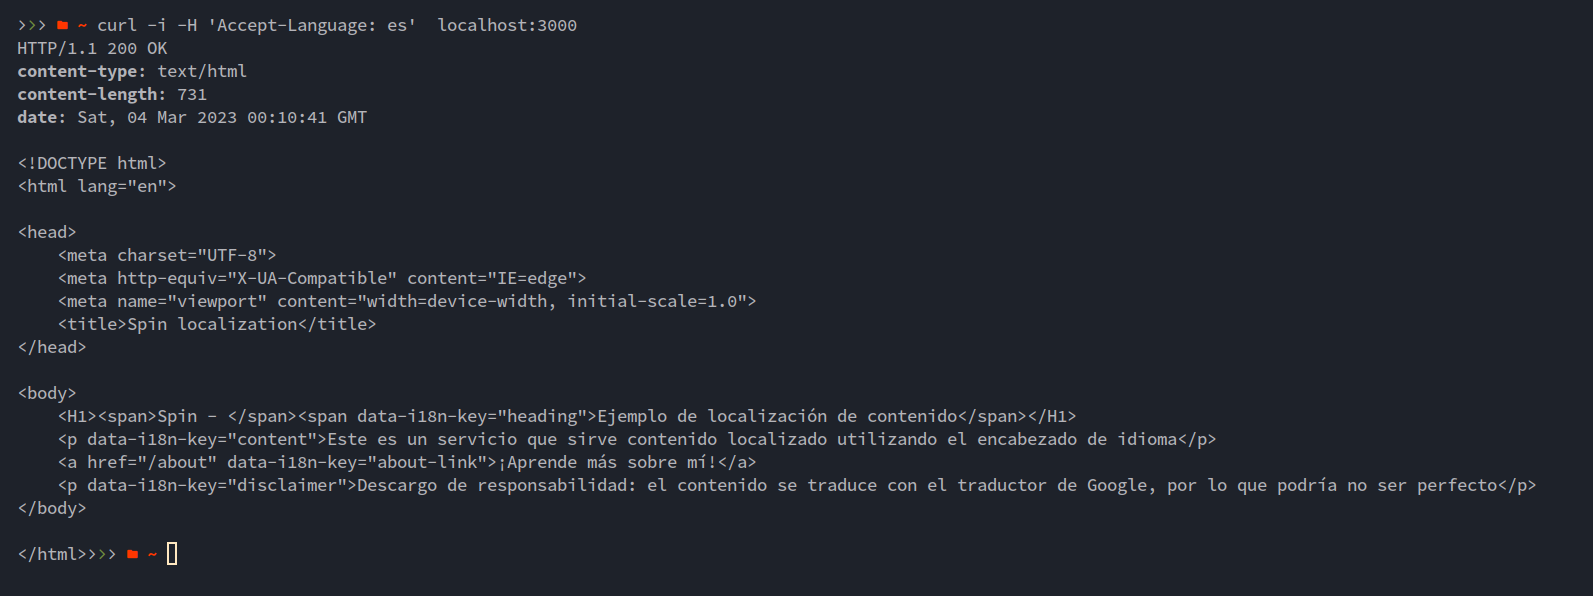 >>> ~ curl -i -H 'Accept-Language: es'  localhost:3000
HTTP/1.1 200 OK
content-type: text/html
content-length: 731
date: Sat, 04 Mar 2023 00:10:41 GMT

<!DOCTYPE html>
<html lang="en">

<head>
    <meta charset="UTF-8">
    <meta http-equiv="X-UA-Compatible" content="IE=edge">
    <meta name="viewport" content="width=device-width, initial-scale=1.0">
    <title>Spin localization</title>
</head>

<body>
    <H1><span>Spin - </span><span data-i18n-key="heading">Ejemplo de localización de contenido</span></H1>
    <p data-i18n-key="content">Este es un servicio que sirve contenido localizado utilizando el encabezado de idioma</p>
    <a href="/about" data-i18n-key="about-link">¡Aprende más sobre mí!</a>
    <p data-i18n-key="disclaimer">Descargo de responsabilidad: el contenido se traduce con el traductor de Google, por lo que podría no ser perfecto</p>
</body>

</html>>>> ~